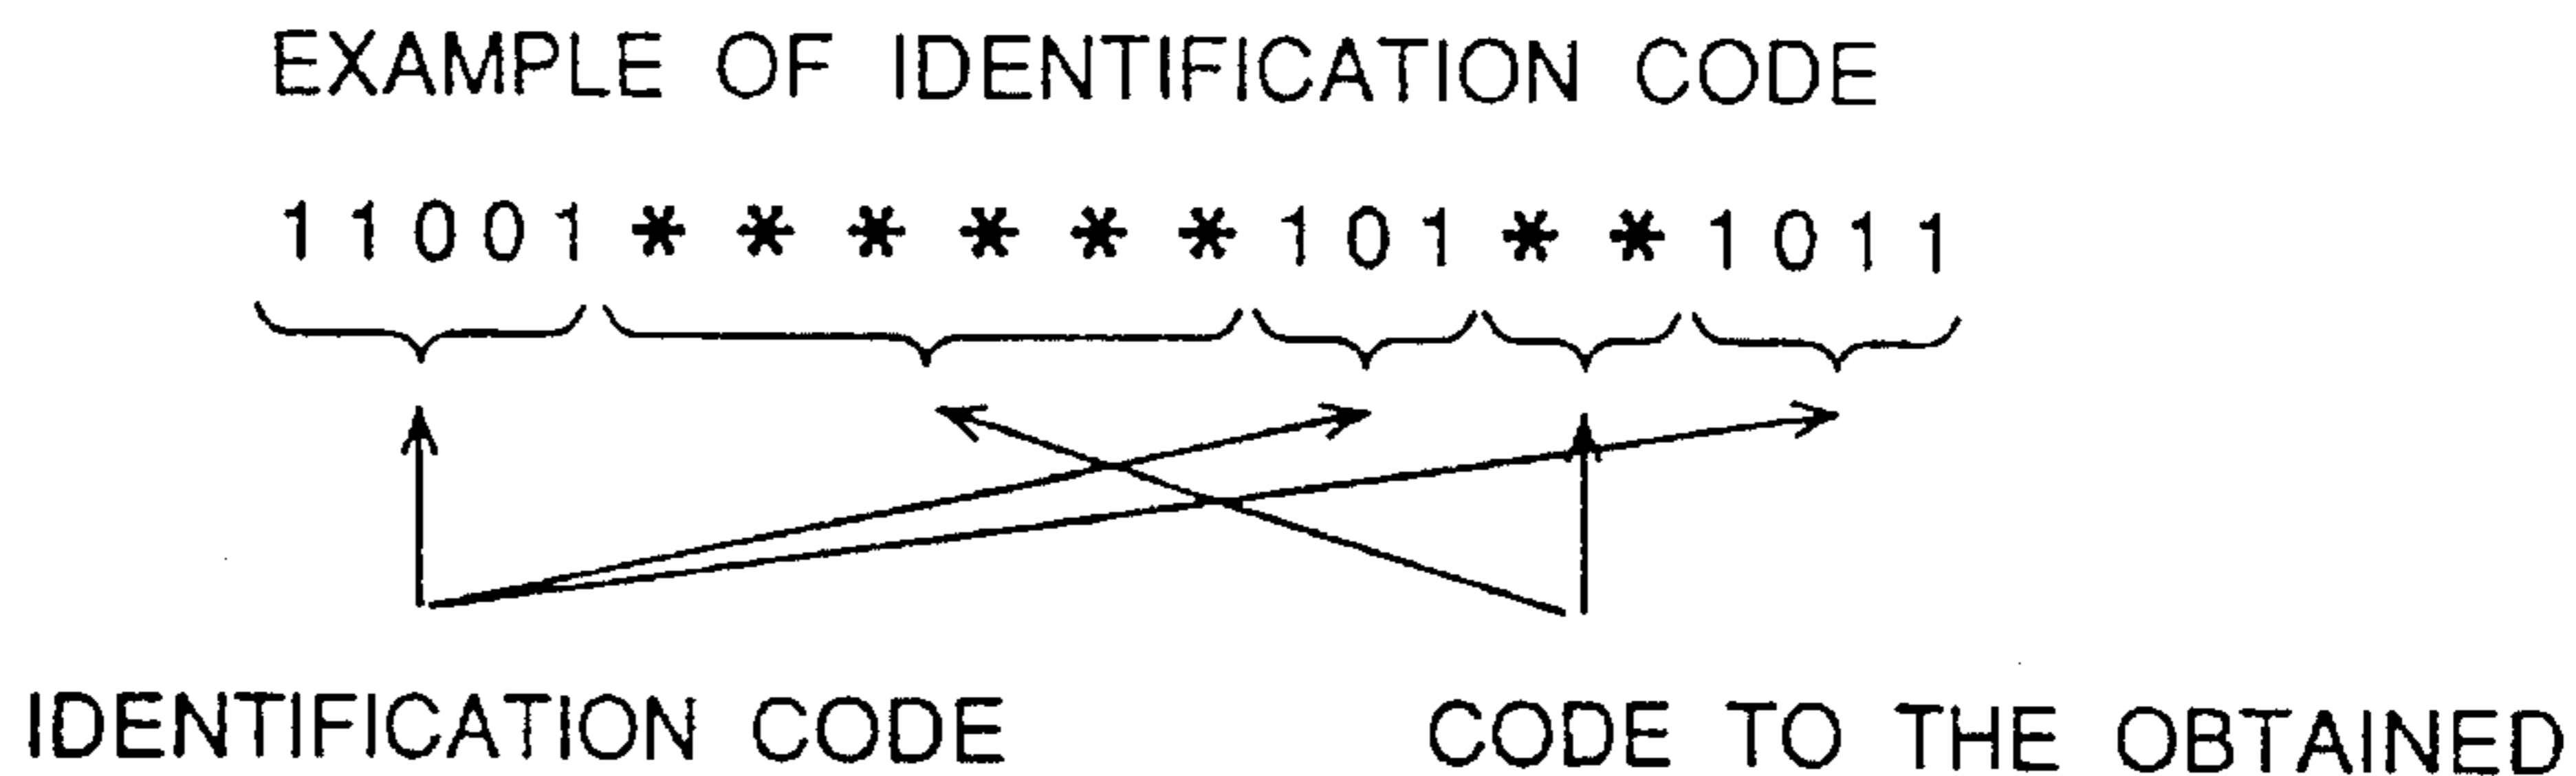 EXAMPLE OF IDENTIFICATION CODE
11001******101**1011
IDENTIFICATION CODE CODE TO THE OBTAINED